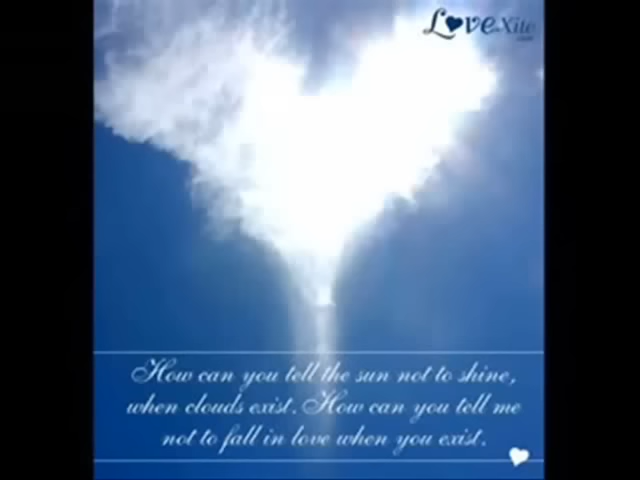 LoveXite
How can you tell the sun not to shine,
when clouds exist. How can you tell me
not to fall in love when you exist.